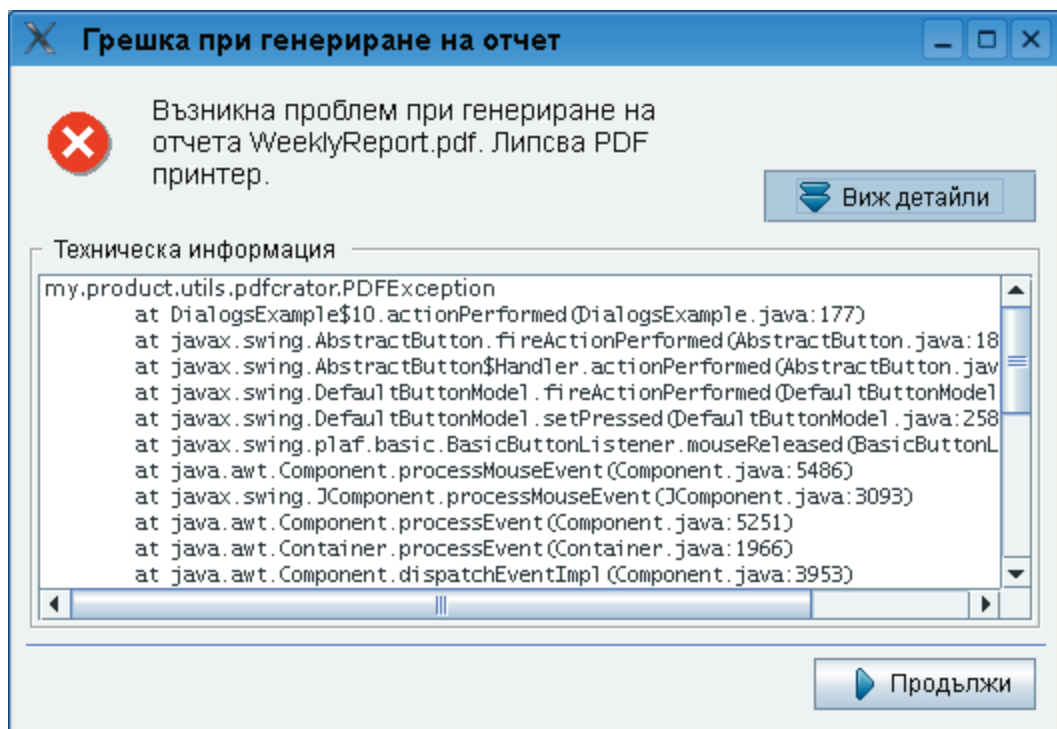 Грешка при генериране на отчет
Възникна проблем при генериране на
отчета WeeklyReport.pdf. Липсва PDF
принтер.
Виж детайли
Техническа информация
my.product.utils.pdfcrator.PDFException
at DialogsExample$10.actionPerformed(DialogsExample.java:177)
at javax.swing.AbstractButton.fireActionPerformed(AbstractButton.java:18
at javax.swing.AbstractButton$Handler.actionPerformed(AbstractButton.jav
at javax.swing.DefaultButtonModel.fireActionPerformed(DefaultButtonModel
at javax.swing.DefaultButtonModel.setPressed(DefaultButtonModel.java:258
at javax.swing.plaf.basic.BasicButtonListener.mouseReleased(BasicButtonL
at java.awt.Component.processMouseEvent(Component.java:5486)
at javax.swing.JComponent.processMouseEvent(JComponent.java:3093)
at java.awt.Component.processEvent(Component.java:5251)
at java.awt.Container.processEvent(Container.java:1966)
at java.awt.Component.dispatchEventImpl(Component.java:3953)
Продължи